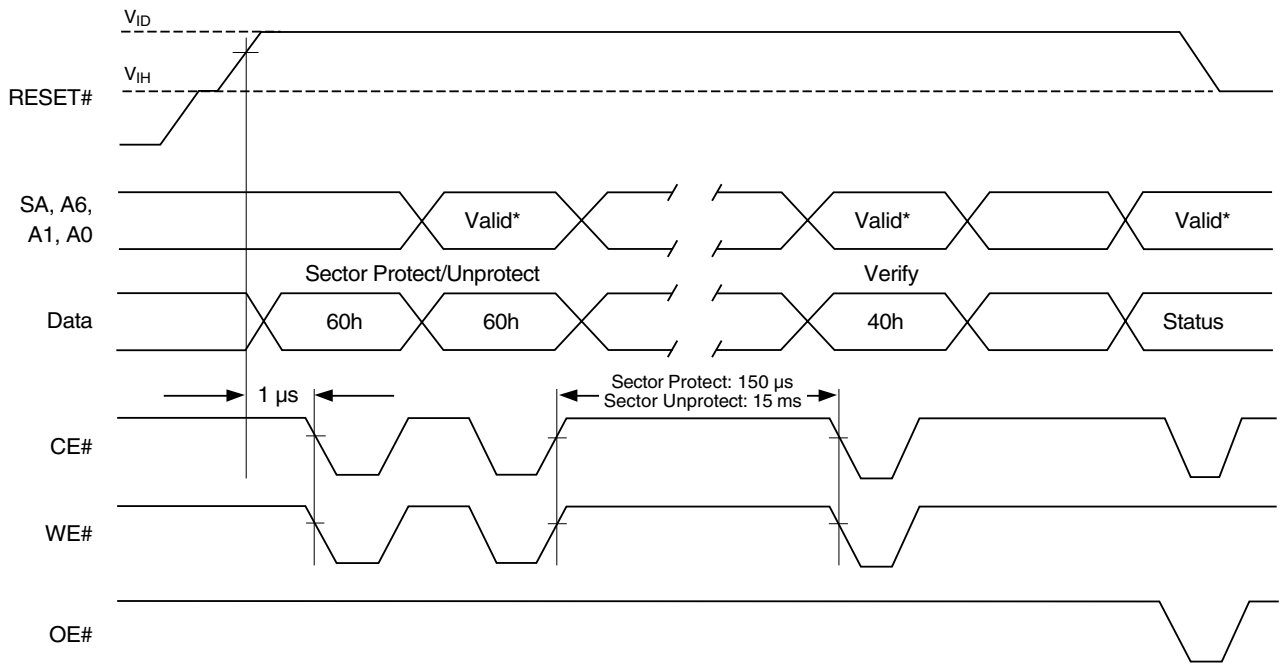 VID
VIH
RESET#
SA, A6,
A1, A0
Valid*
Valid*
Valid*
Sector Protect/Unprotect
Verify
Data
60h
60h
40h
Status
1 µs
Sector Protect: 150 µs
Sector Unprotect: 15 ms
CE#
WE#
OE#